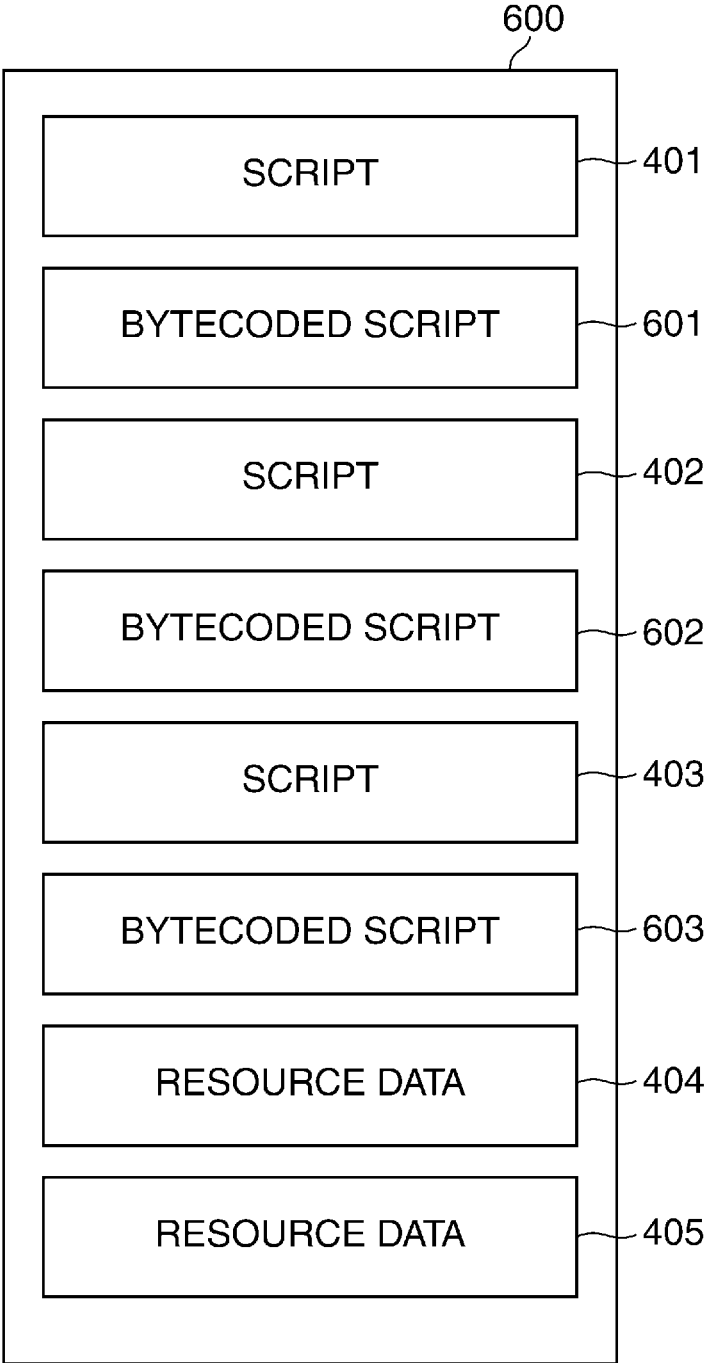 600
SCRIPT 401
BYTECODED SCRIPT 601
SCRIPT 402
BYTECODED SCRIPT 602
SCRIPT 403
BYTECODED SCRIPT 603
RESOURCE DATA 404
RESOURCE DATA 405